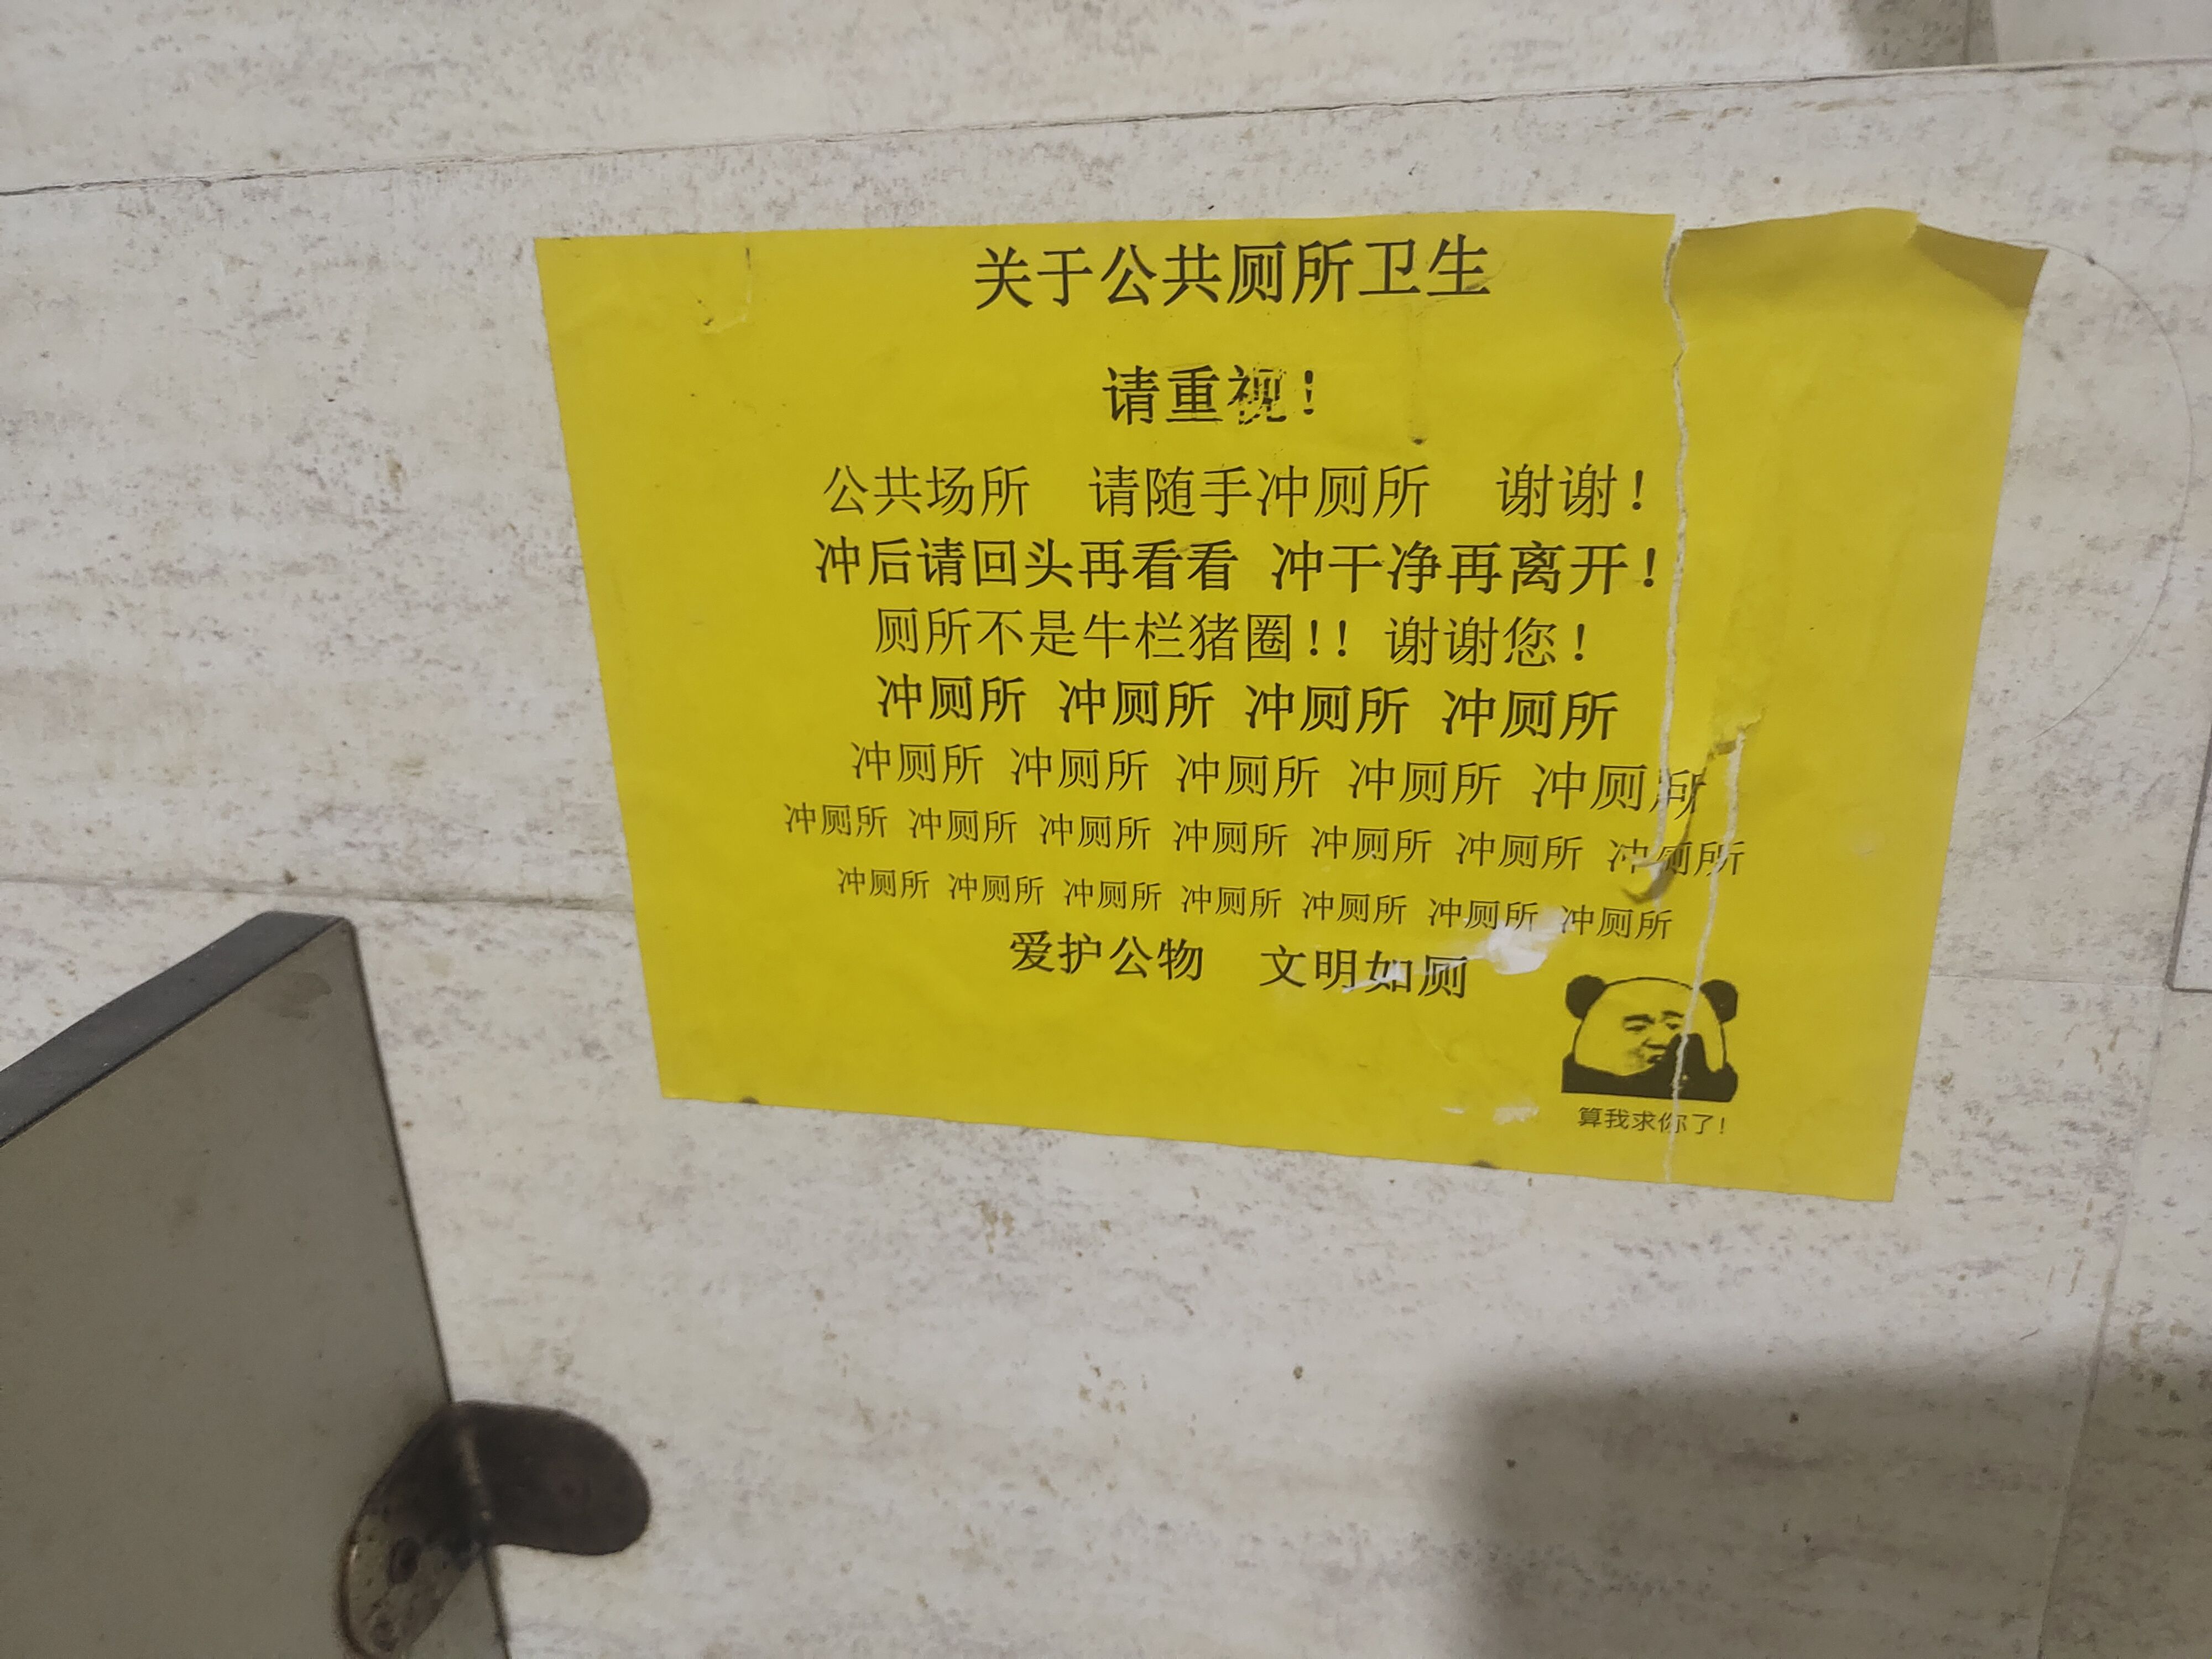 关于公共厕所卫生
请重视！
公共场所 请随手冲厕所 谢谢！
冲后请回头再看看 冲干净再离开！
厕所不是牛栏猪圈！！ 谢谢您！
冲厕所 冲厕所 冲厕所 冲厕所
冲厕所 冲厕所 冲厕所 冲厕所 冲厕所
冲厕所 冲厕所 冲厕所 冲厕所 冲厕所 冲厕所 冲厕所
冲厕所 冲厕所 冲厕所 冲厕所 冲厕所 冲厕所 冲厕所
爱护公物 文明如厕
算我求你了！